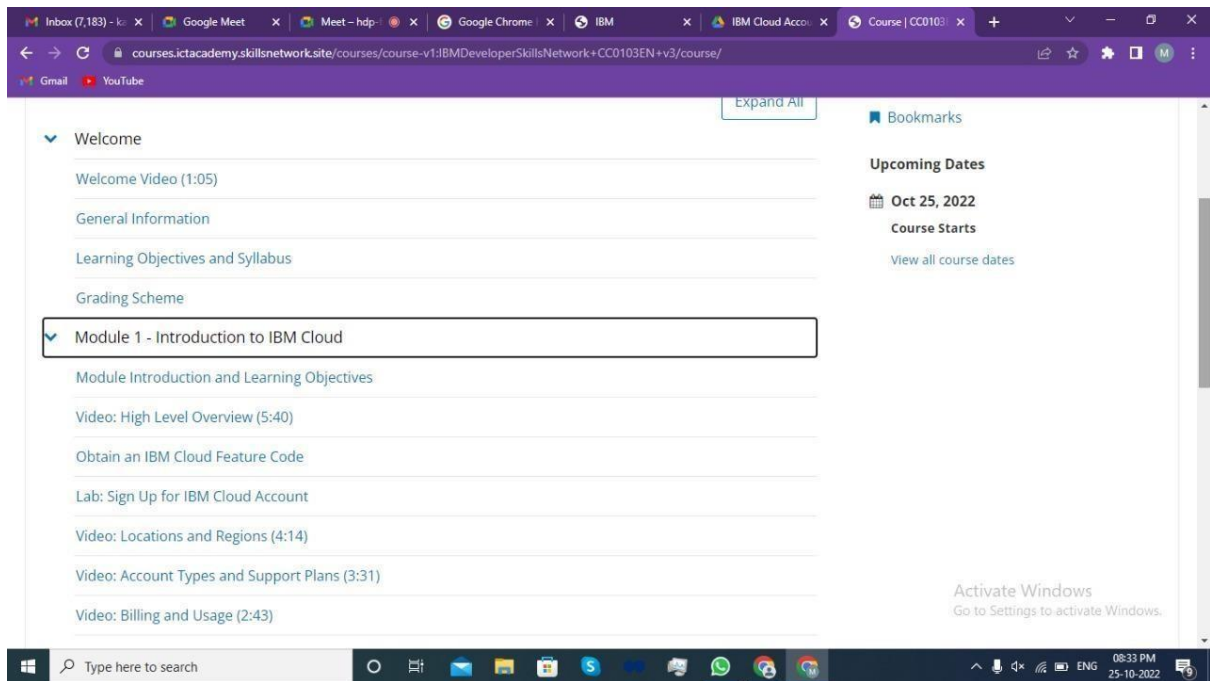 Inbox (7,183) - ka
Google Meet
Meet – hdp-
Google Chrome
IBM
IBM Cloud Accou
Course | CC0103
courses.ictacademy.skillsnetwork.site/courses/course-v1:IBMDeveloperSkillsNetwork+CC0103EN+v3/course/
M
Gmail
YouTube
Expand All
Welcome
Welcome Video (1:05)
General Information
Learning Objectives and Syllabus
Grading Scheme
Module 1 - Introduction to IBM Cloud
Module Introduction and Learning Objectives
Video: High Level Overview (5:40)
Obtain an IBM Cloud Feature Code
Lab: Sign Up for IBM Cloud Account
Video: Locations and Regions (4:14)
Video: Account Types and Support Plans (3:31)
Video: Billing and Usage (2:43)
Bookmarks
Upcoming Dates
Oct 25, 2022
Course Starts
View all course dates
Activate Windows
Go to Settings to activate Windows.
Type here to search
S
ENG
08:33 PM
25-10-2022